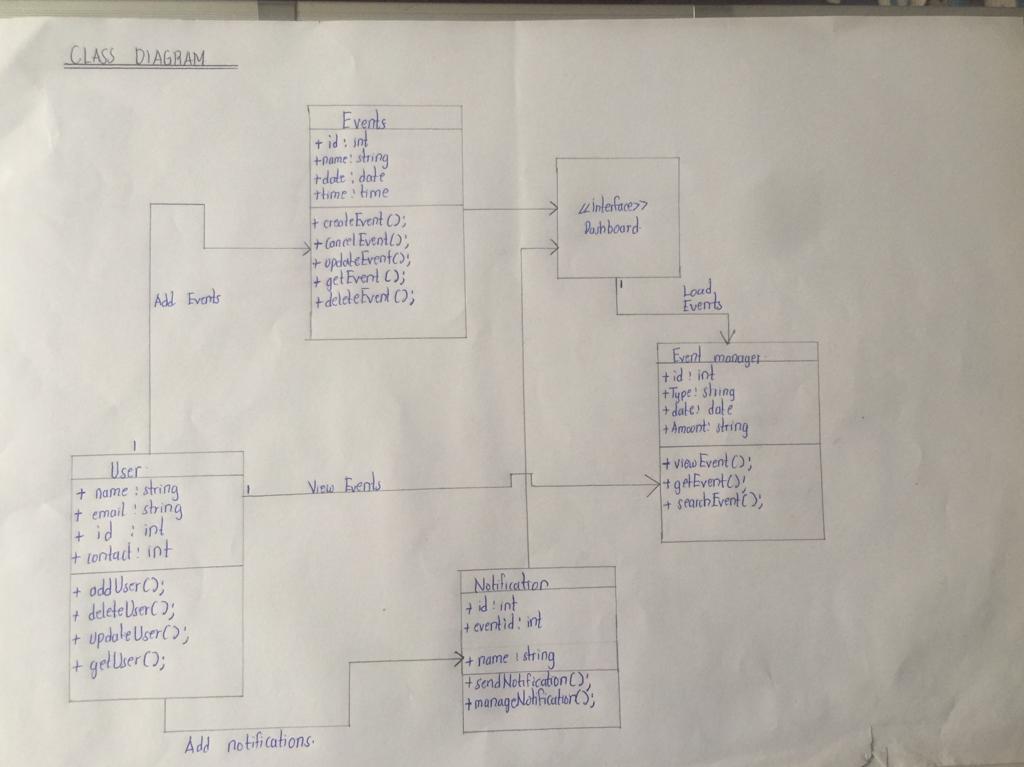 CLASS DIAGRAM
Events
+ id : int
+name : string
+date : date
+time : time
+ createEvent();
+cancelEvent();
+ updateEvent();
+ getEvent ();
+deleteEvent ();
<<interface>>
Dashboard
1
Load
Events
Add Events
Event manager
+ id : int
+Type : string
+ date : date
+Amount : string
+ viewEvent();
+ getEvent();
+ searchEvent();
1
User
+ name : string
+ email : string
+ id : int
+ contact : int
+ addUser();
+ deleteUser();
+ updateUser();
+ getUser();
1
View Events
Notification
+ id : int
+ eventid : int
+ name : string
+ sendNotification();
+manageNotification();
Add notifications.